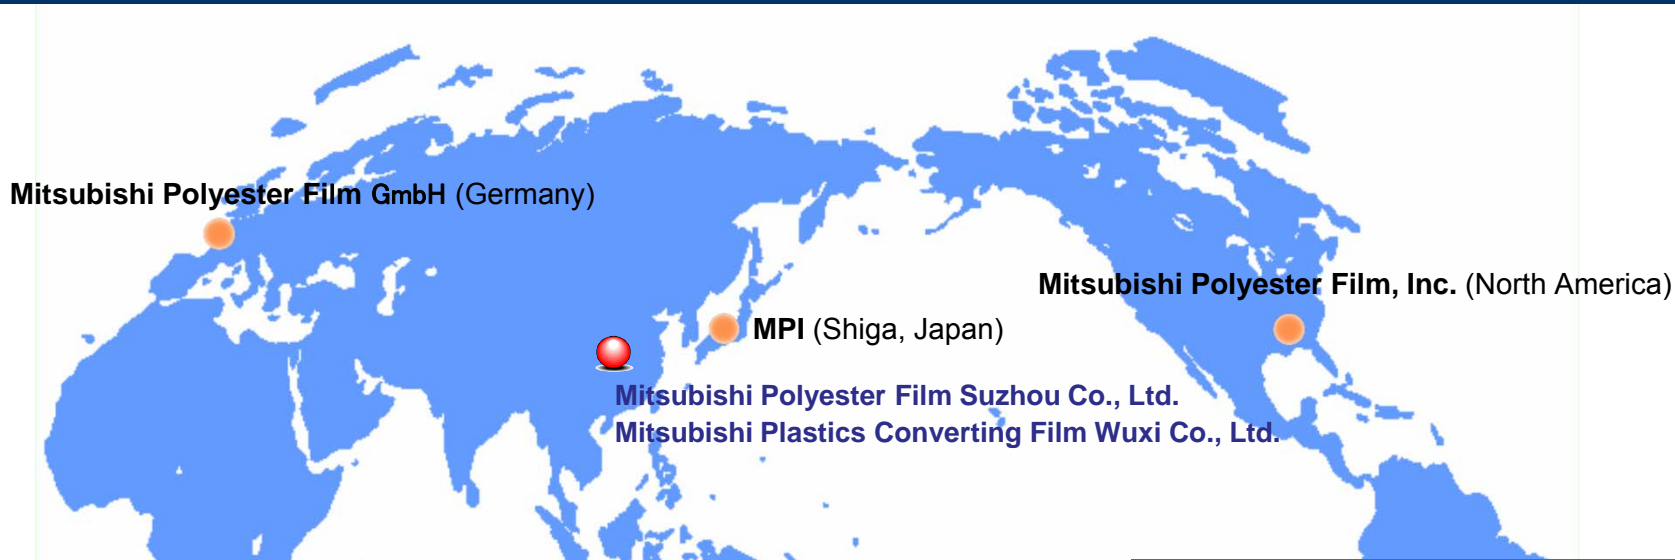 Mitsubishi Polyester Film GmbH (Germany)
Mitsubishi Polyester Film, Inc. (North America)
MPI (Shiga, Japan)
Mitsubishi Polyester Film Suzhou Co., Ltd.
Mitsubishi Plastics Converting Film Wuxi Co., Ltd.